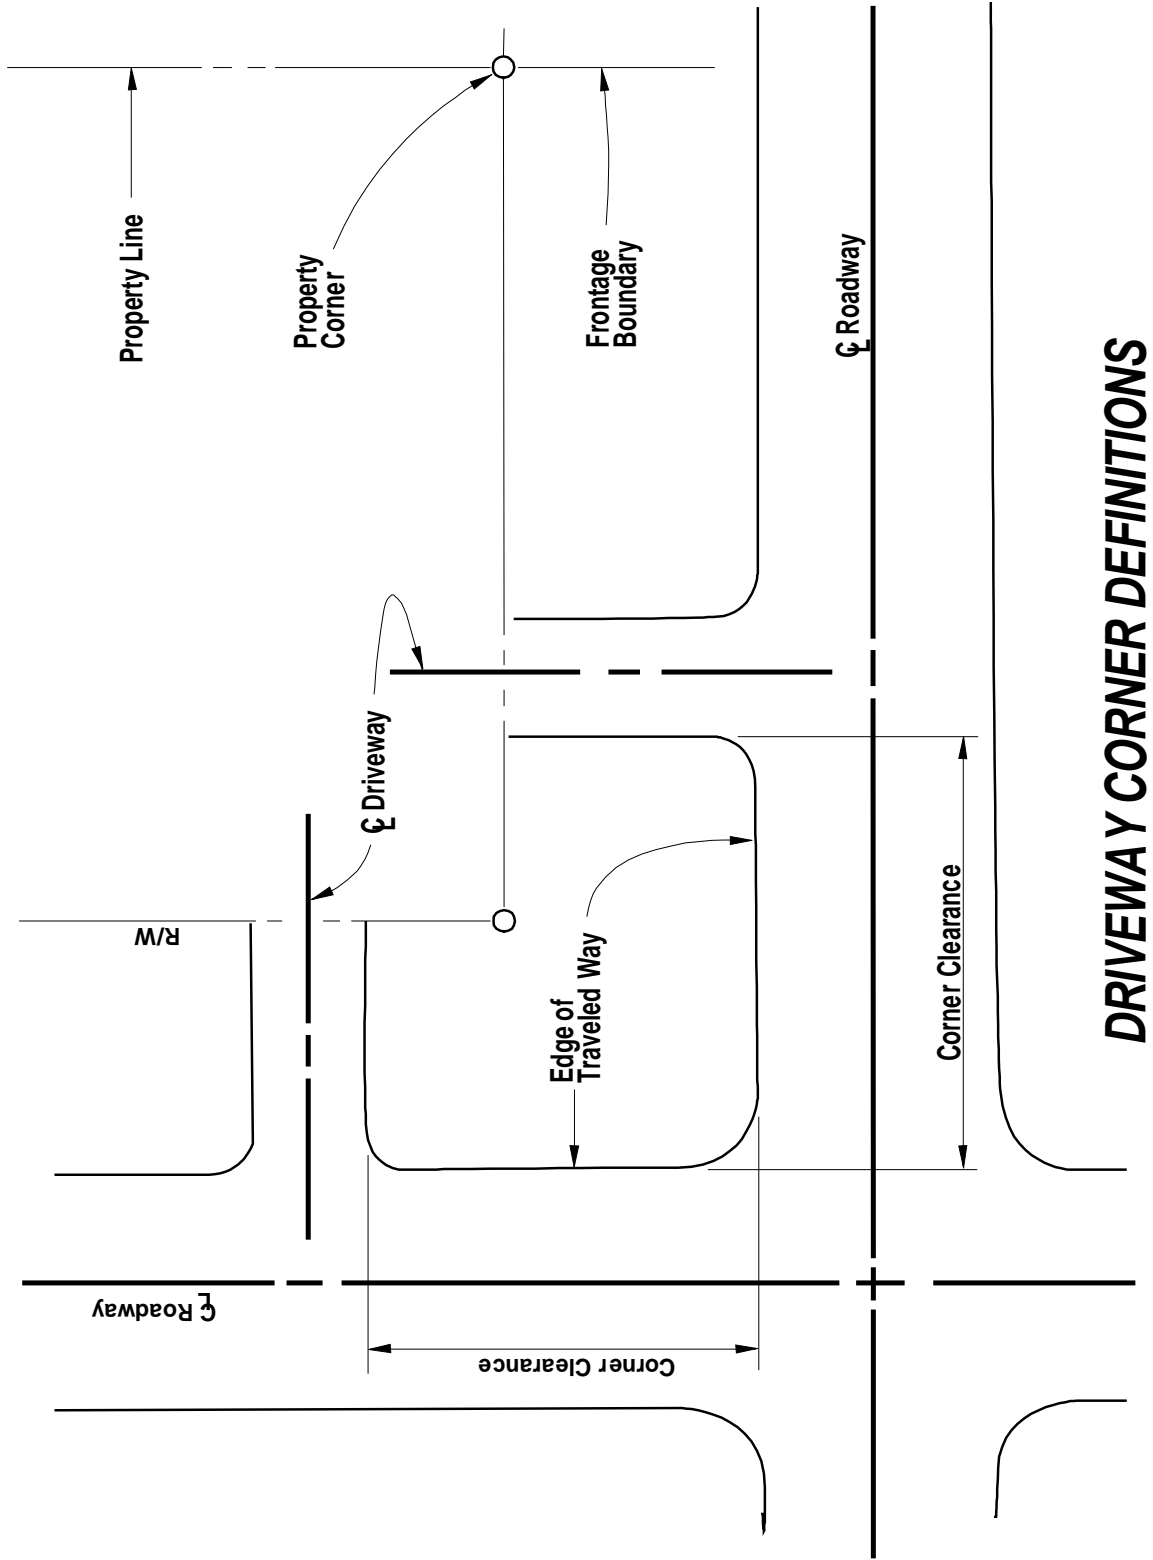 Property Line
Property
Corner
Frontage
Boundary
℄ Roadway
℄ Driveway
R/W
Edge of
Traveled Way
Corner Clearance
℄ Roadway
Corner Clearance
DRIVEWAY CORNER DEFINITIONS